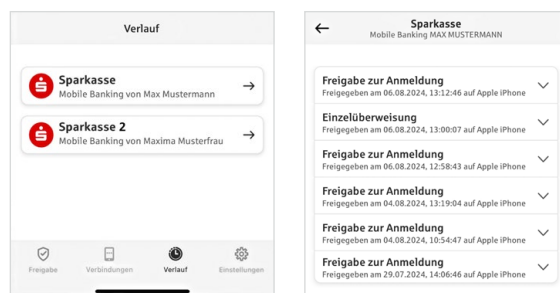 Verlauf
Sparkasse
Mobile Banking von Max Mustermann
Sparkasse 2
Mobile Banking von Maxima Musterfrau
Freigabe
Verbindungen
Verlauf
Einstellungen
Sparkasse
Mobile Banking MAX MUSTERMANN
Freigabe zur Anmeldung
Freigegeben am 06.08.2024, 13:12:46 auf Apple iPhone
Einzelüberweisung
Freigegeben am 06.08.2024, 13:00:07 auf Apple iPhone
Freigabe zur Anmeldung
Freigegeben am 06.08.2024, 12:58:43 auf Apple iPhone
Freigabe zur Anmeldung
Freigegeben am 04.08.2024, 13:19:04 auf Apple iPhone
Freigabe zur Anmeldung
Freigegeben am 04.08.2024, 10:54:47 auf Apple iPhone
Freigabe zur Anmeldung
Freigegeben am 29.07.2024, 14:06:46 auf Apple iPhone